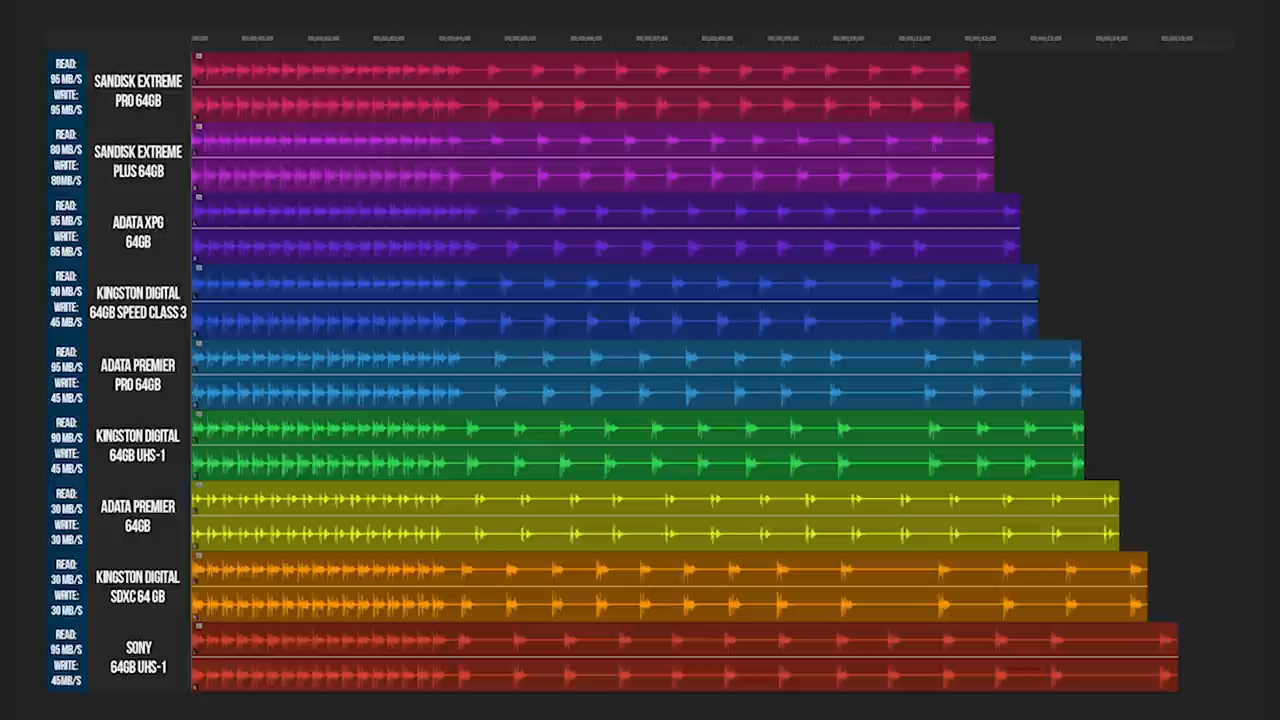 READ:
95 MB/S
WRITE:
95 MB/S
SANDISK EXTREME
PRO 64GB
READ:
80 MB/S
WRITE:
80MB/S
SANDISK EXTREME
PLUS 64GB
READ:
95 MB/S
WRITE:
85 MB/S
ADATA XPG
64GB
READ:
90 MB/S
WRITE:
45 MB/S
KINGSTON DIGITAL
64GB SPEED CLASS 3
READ:
95 MB/S
WRITE:
45 MB/S
ADATA PREMIER
PRO 64GB
READ:
90 MB/S
WRITE:
45 MB/S
KINGSTON DIGITAL
64GB UHS-1
READ:
30 MB/S
WRITE:
30 MB/S
ADATA PREMIER
64GB
READ:
30 MB/S
WRITE:
30 MB/S
KINGSTON DIGITAL
SDXC 64 GB
READ:
95 MB/S
WRITE:
45MB/S
SONY
64GB UHS-1